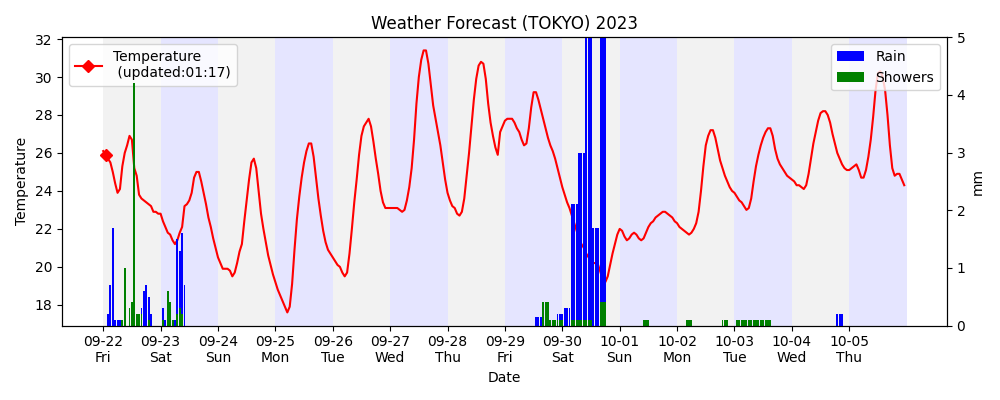 Weather Forecast (TOKYO) 2023
Temperature
(updated:01:17)
Rain
Showers
32
30
28
26
24
22
20
18
Temperature
5
4
3
2
1
0
mm
09-22 09-23 09-24 09-25 09-26 09-27 09-28 09-29 09-30 10-01 10-02 10-03 10-04 10-05
Fri Sat Sun Mon Tue Wed Thu Fri Sat Sun Mon Tue Wed Thu
Date